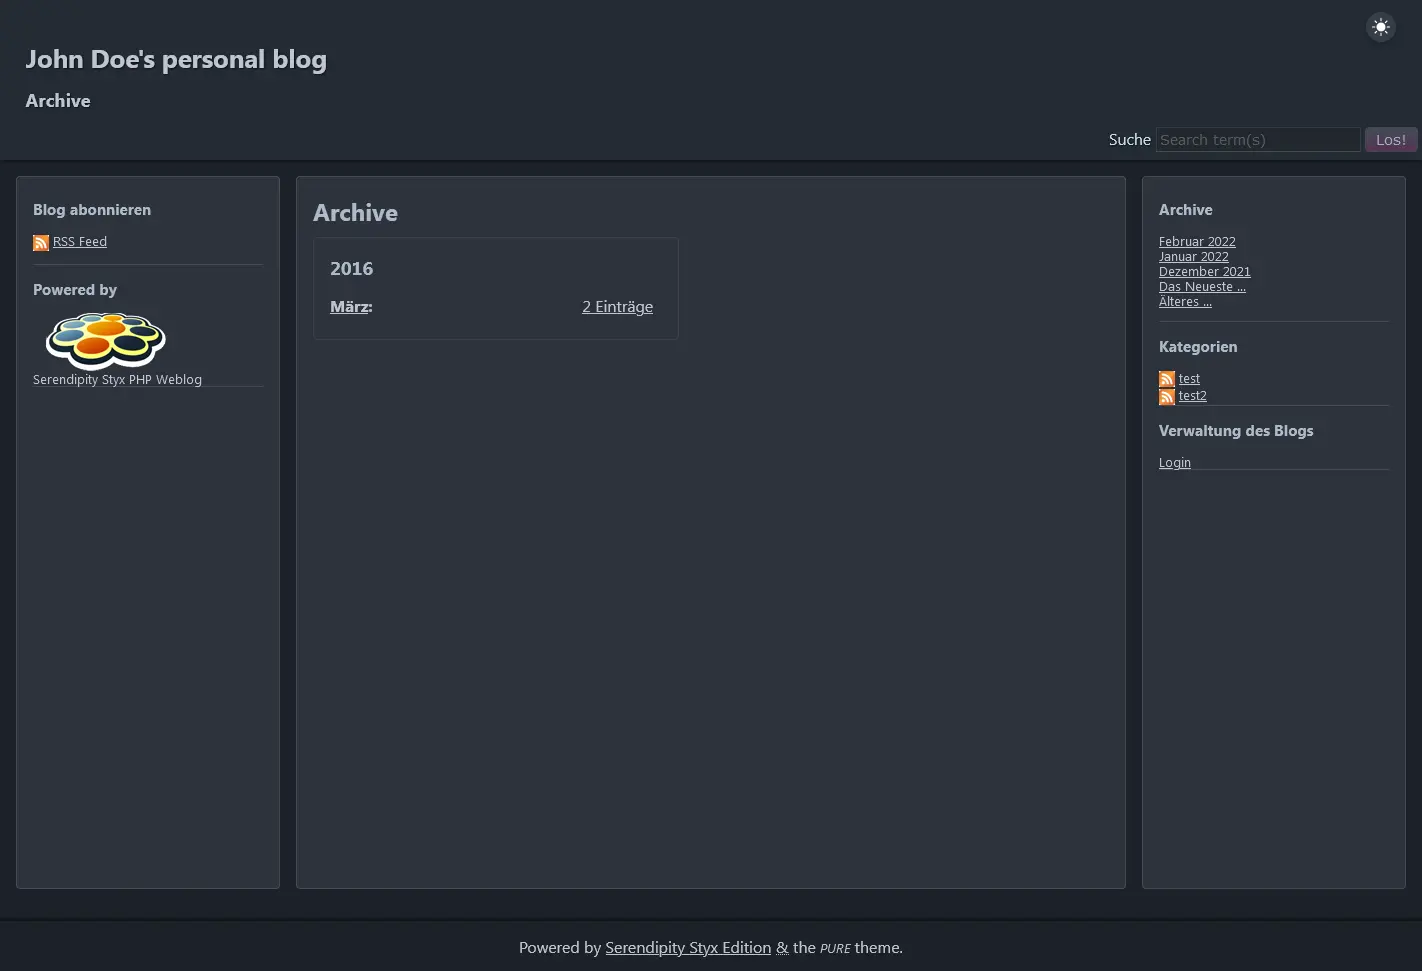 John Doe's personal blog
Archive
Suche Search term(s) Los!
Blog abonnieren
RSS Feed
Powered by
Serendipity Styx PHP Weblog
Archive
2016
März: 2 Einträge
Archive
Februar 2022
Januar 2022
Dezember 2021
Das Neueste ...
Älteres ...
Kategorien
test
test2
Verwaltung des Blogs
Login
Powered by Serendipity Styx Edition & the PURE theme.